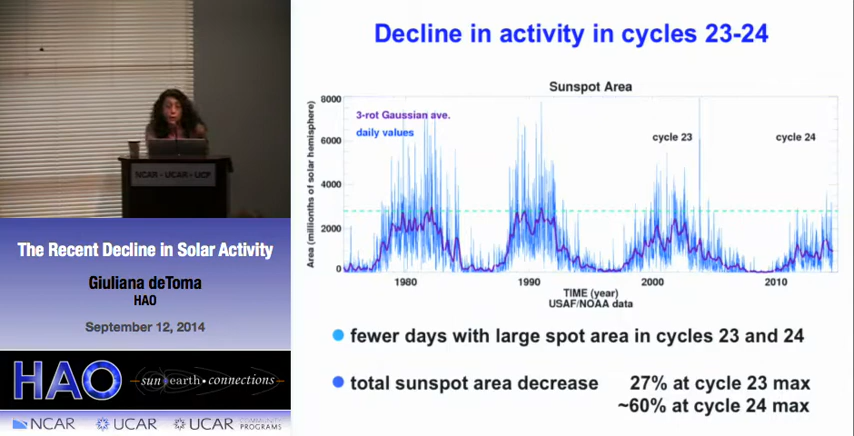 Decline in activity in cycles 23-24
Sunspot Area
3-rot Gaussian ave.
daily values
cycle 23
cycle 24
Area (millionths of solar hemisphere)
8000
6000
4000
2000
0
1980
1990
2000
2010
TIME (year)
USAF/NOAA data
fewer days with large spot area in cycles 23 and 24
total sunspot area decrease 27% at cycle 23 max
~60% at cycle 24 max
NCAR • UCAR • UCP
The Recent Decline in Solar Activity
Giuliana deToma
HAO
September 12, 2014
HAO
sun earth • connections
NCAR
UCAR
UCAR COMMUNITY PROGRAMS